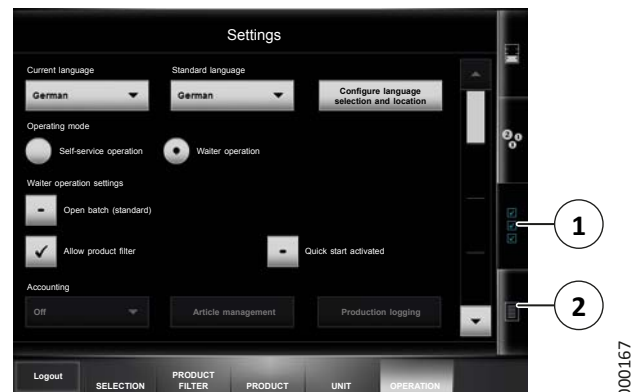 Settings
Current language
Standard language
German
German
Configure language
selection and location
Operating mode
Self-service operation
Waiter operation
Waiter operation settings
Open batch (standard)
Allow product filter
Quick start activated
Accounting
Off
Article management
Production logging
1
2
Logout
SELECTION
PRODUCT
FILTER
PRODUCT
UNIT
OPERATION
000167